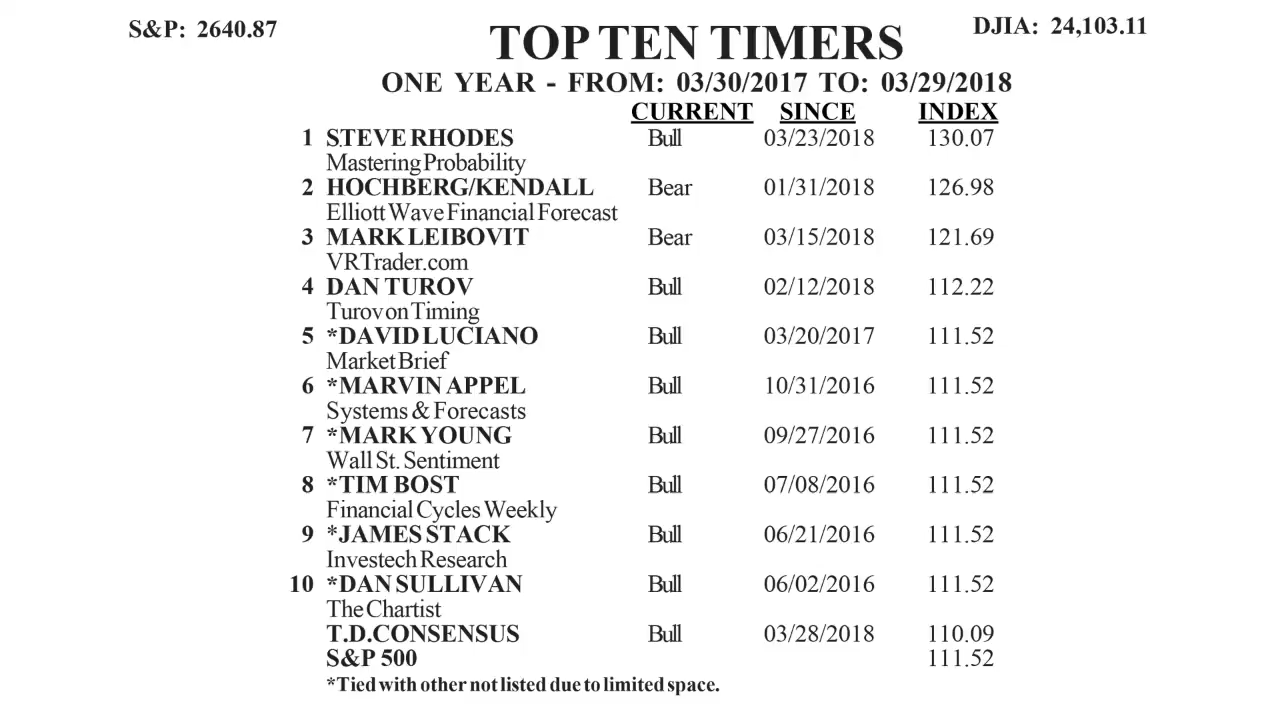 S&P: 2640.87
TOP TEN TIMERS
DJIA: 24,103.11
ONE YEAR - FROM: 03/30/2017 TO: 03/29/2018
CURRENT SINCE INDEX
1 STEVE RHODES Bull 03/23/2018 130.07
Mastering Probability
2 HOCHBERG/KENDALL Bear 01/31/2018 126.98
Elliott Wave Financial Forecast
3 MARK LEIBOVIT Bear 03/15/2018 121.69
VRTrader.com
4 DAN TUROV Bull 02/12/2018 112.22
Turov on Timing
5 *DAVID LUCIANO Bull 03/20/2017 111.52
Market Brief
6 *MARVIN APPEL Bull 10/31/2016 111.52
Systems & Forecasts
7 *MARK YOUNG Bull 09/27/2016 111.52
Wall St. Sentiment
8 *TIM BOST Bull 07/08/2016 111.52
Financial Cycles Weekly
9 *JAMES STACK Bull 06/21/2016 111.52
Investech Research
10 *DAN SULLIVAN Bull 06/02/2016 111.52
The Chartist
T.D.CONSENSUS Bull 03/28/2018 110.09
S&P 500 111.52
*Tied with other not listed due to limited space.